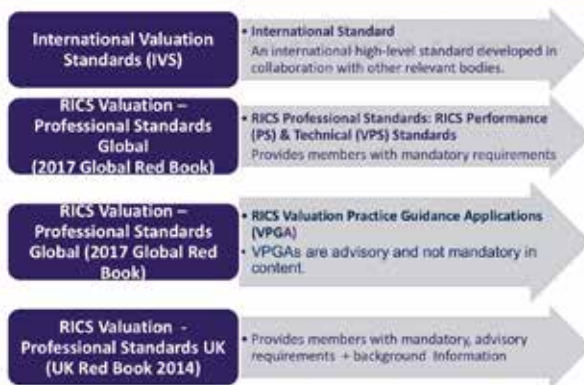 International Valuation
Standards (IVS)
• International Standard
An international high-level standard developed in
collaboration with other relevant bodies.
RICS Valuation –
Professional Standards
Global
(2017 Global Red Book)
• RICS Professional Standards: RICS Performance
(PS) & Technical (VPS) Standards
Provides members with mandatory requirements
RICS Valuation –
Professional Standards
Global (2017 Global Red
Book)
• RICS Valuation Practice Guidance Applications
(VPGA)
• VPGAs are advisory and not mandatory in
content.
RICS Valuation -
Professional Standards UK
(UK Red Book 2014)
• Provides members with mandatory, advisory
requirements + background Information